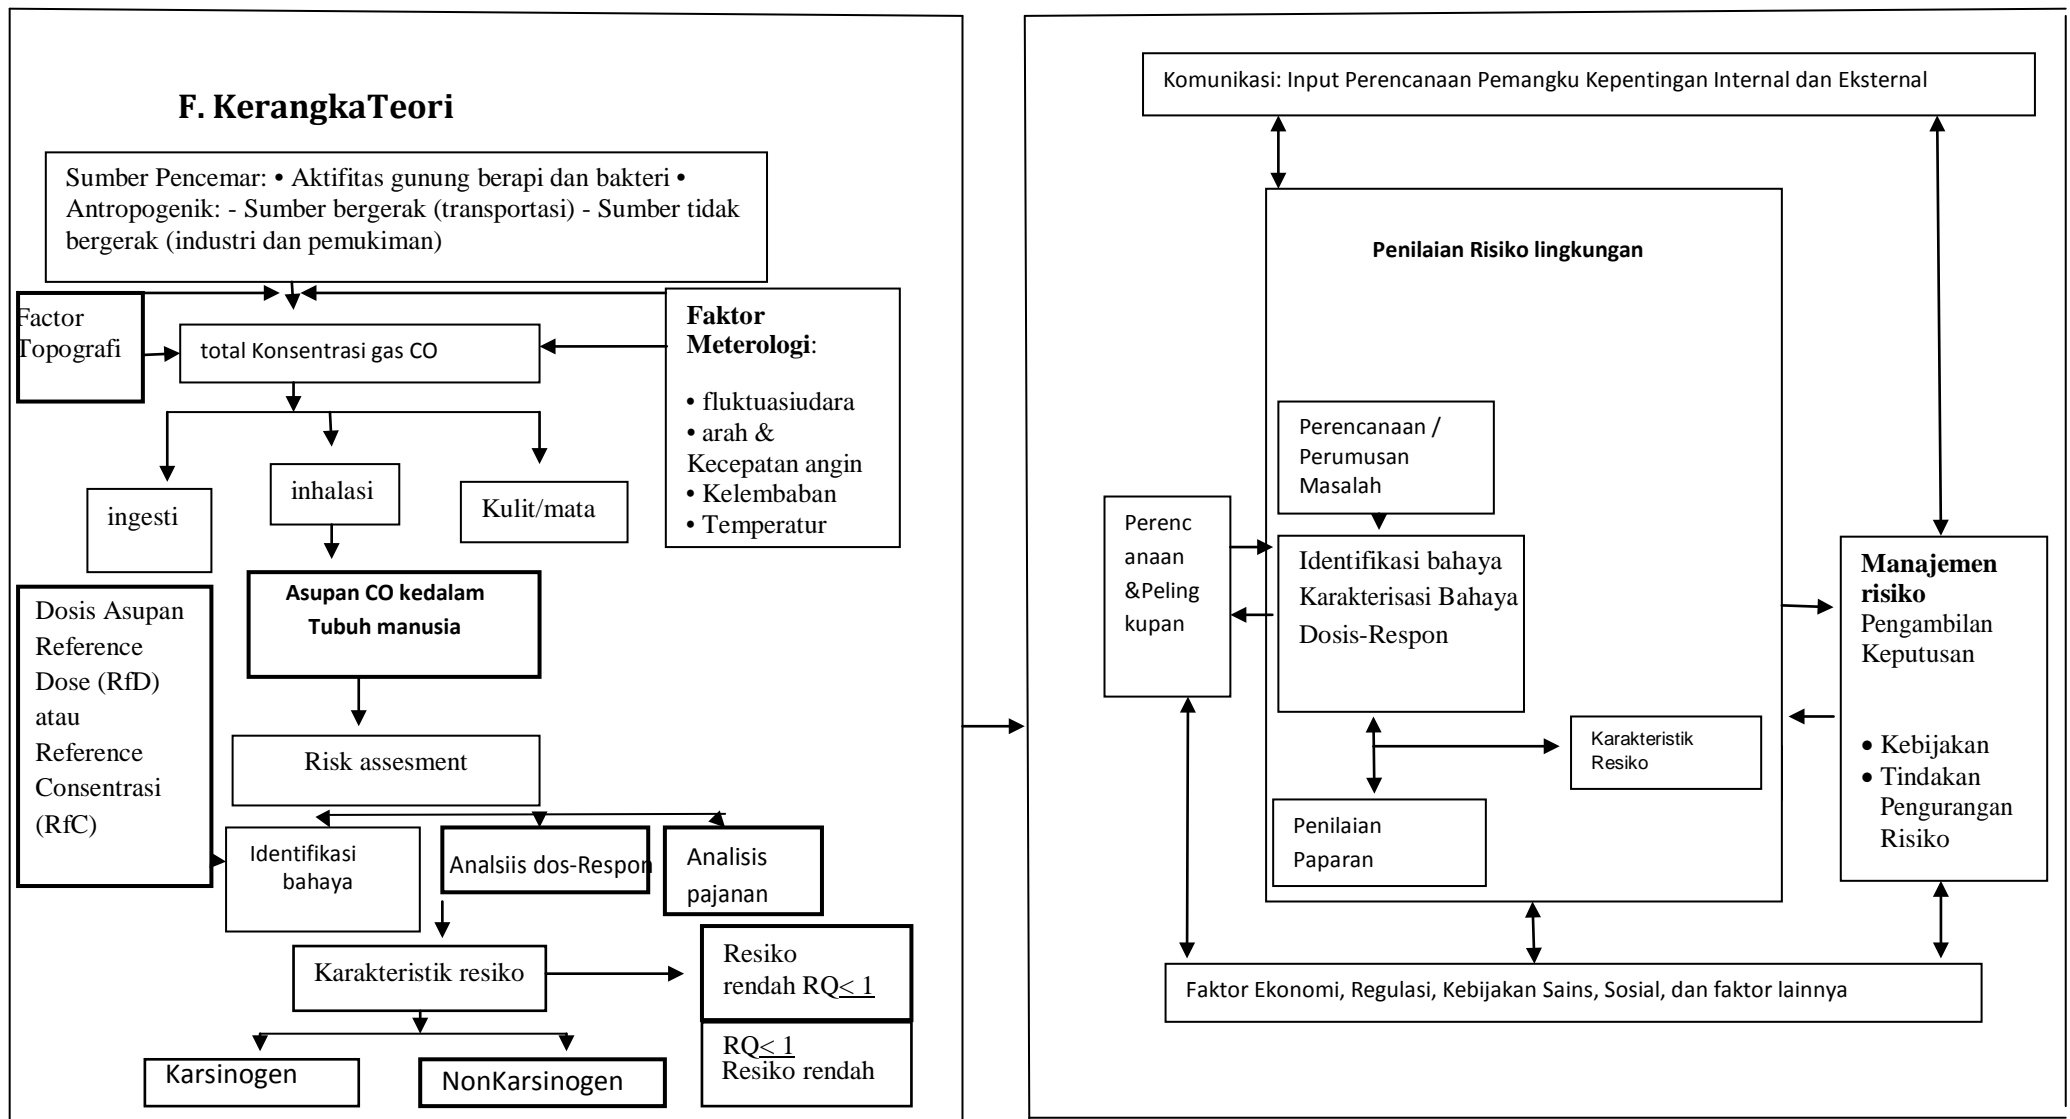 F. KerangkaTeori
Sumber Pencemar: • Aktifitas gunung berapi dan bakteri •
Antropogenik: - Sumber bergerak (transportasi) - Sumber tidak
bergerak (industri dan pemukiman)
Factor
Topografi
total Konsentrasi gas CO
Faktor
Meterologi:
• fluktuasiudara
• arah &
Kecepatan angin
• Kelembaban
• Temperatur
ingesti
inhalasi
Kulit/mata
Asupan CO kedalam
Tubuh manusia
Dosis Asupan
Reference
Dose (RfD)
atau
Reference
Consentrasi
(RfC)
Risk assesment
Identifikasi
bahaya
Analsiis dos-Respon
Analisis
pajanan
Karakteristik resiko
Resiko
rendah RQ< 1
RQ< 1
Resiko rendah
Karsinogen
NonKarsinogen
Komunikasi: Input Perencanaan Pemangku Kepentingan Internal dan Eksternal
Penilaian Risiko lingkungan
Perencanaan /
Perumusan
Masalah
Perenc
anaan
&Peling
kupan
Identifikasi bahaya
Karakterisasi Bahaya
Dosis-Respon
Karakteristik
Resiko
Penilaian
Paparan
Manajemen
risiko
Pengambilan
Keputusan
• Kebijakan
• Tindakan
Pengurangan
Risiko
Faktor Ekonomi, Regulasi, Kebijakan Sains, Sosial, dan faktor lainnya